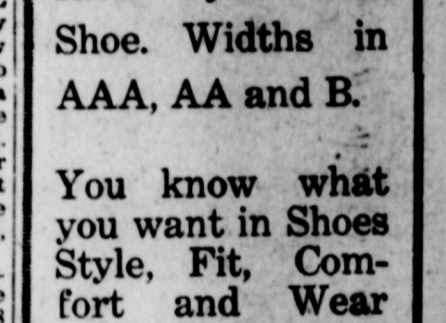 Shoe. Widths in
AAA, AA and B.
You know what
you want in Shoes
Style, Fit, Com-
fort and Wear